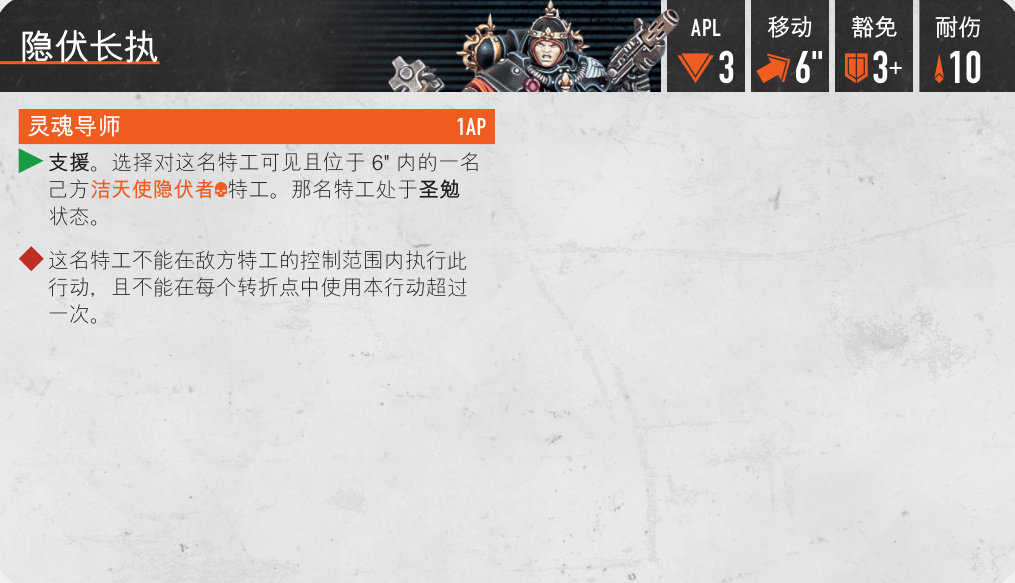 隐伏长执
APL
3
移动
6"
豁免
3+
耐伤
10
灵魂导师 1AP
支援。选择对这名特工可见且位于 6" 内的一名
己方洁天使隐伏者特工。那名特工处于圣勉
状态。
这名特工不能在敌方特工的控制范围内执行此
行动，且不能在每个转折点中使用本行动超过
一次。